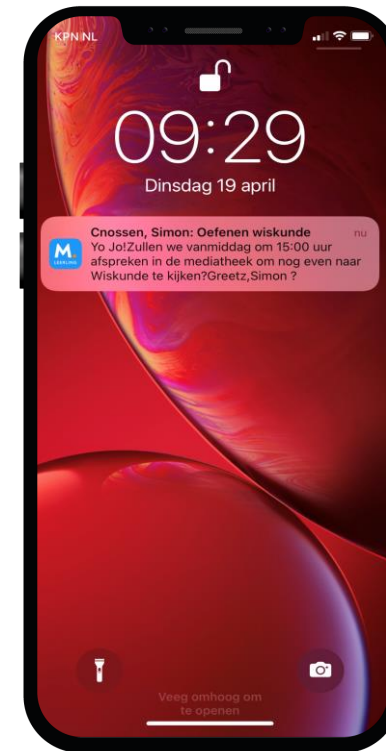 KPN NL
09:29
Dinsdag 19 april
Cnossen, Simon: Oefenen wiskunde nu
Yo Jo!Zullen we vanmiddag om 15:00 uur
afspreken in de mediatheek om nog even naar
Wiskunde te kijken?Greetz,Simon ?
M.
LEERLING
Veeg omhoog om
te openen